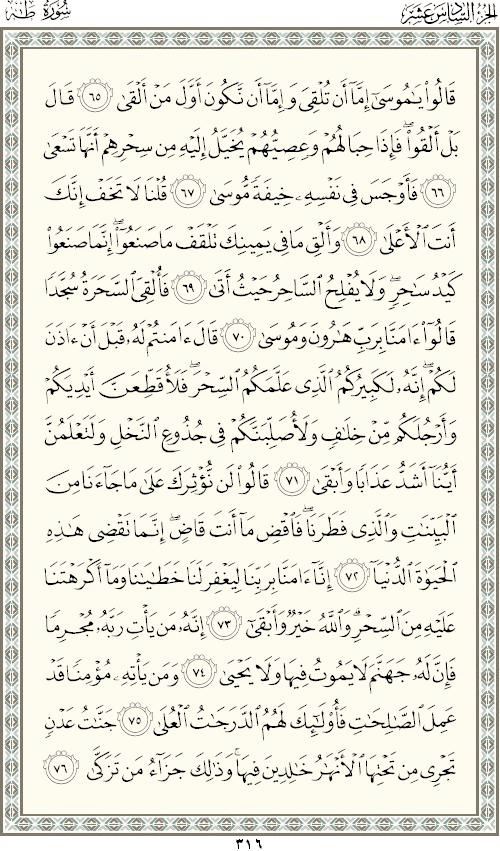 الجزء السادس عشر
سُورَةُ طه
قَالُواْ يَٰمُوسَىٰٓ إِمَّآ أَن تُلْقِىَ وَإِمَّآ أَن نَّكُونَ أَوَّلَ مَنْ أَلْقَىٰ ٦٥ قَالَ
بَلْ أَلْقُواْۖ فَإِذَا حِبَالُهُمْ وَعِصِيُّهُمْ يُخَيَّلُ إِلَيْهِ مِن سِحْرِهِمْ أَنَّهَا تَسْعَىٰ
٦٦ فَأَوْجَسَ فِى نَفْسِهِۦ خِيفَةً مُّوسَىٰ ٦٧ قُلْنَا لَا تَخَفْ إِنَّكَ
أَنتَ ٱلْأَعْلَىٰ ٦٨ وَأَلْقِ مَا فِى يَمِينِكَ تَلْقَفْ مَا صَنَعُوٓاْۖ إِنَّمَا صَنَعُواْ
كَيْدُ سَٰحِرٍۖ وَلَا يُفْلِحُ ٱلسَّاحِرُ حَيْثُ أَتَىٰ ٦٩ فَأُلْقِىَ ٱلسَّحَرَةُ سُجَّدًا
قَالُوٓاْ ءَامَنَّا بِرَبِّ هَٰرُونَ وَمُوسَىٰ ٧٠ قَالَ ءَامَنتُمْ لَهُۥ قَبْلَ أَنْ ءَاذَنَ
لَكُمْۖ إِنَّهُۥ لَكَبِيرُكُمُ ٱلَّذِى عَلَّمَكُمُ ٱلسِّحْرَۖ فَلَأُقَطِّعَنَّ أَيْدِيَكُمْ
وَأَرْجُلَكُم مِّنْ خِلَٰفٍ وَلَأُصَلِّبَنَّكُمْ فِى جُذُوعِ ٱلنَّخْلِ وَلَتَعْلَمُنَّ
أَيُّنَآ أَشَدُّ عَذَابًا وَأَبْقَىٰ ٧١ قَالُواْ لَن نُّؤْثِرَكَ عَلَىٰ مَا جَآءَنَا مِنَ
ٱلْبَيِّنَٰتِ وَٱلَّذِى فَطَرَنَاۖ فَٱقْضِ مَآ أَنتَ قَاضٍۖ إِنَّمَا تَقْضِى هَٰذِهِ
ٱلْحَيَوٰةَ ٱلدُّنْيَآ ٧٢ إِنَّآ ءَامَنَّا بِرَبِّنَا لِيَغْفِرَ لَنَا خَطَٰيَٰنَا وَمَآ أَكْرَهْتَنَا
عَلَيْهِ مِنَ ٱلسِّحْرِۗ وَٱللَّهُ خَيْرٌ وَأَبْقَىٰٓ ٧٣ إِنَّهُۥ مَن يَأْتِ رَبَّهُۥ مُجْرِمًا
فَإِنَّ لَهُۥ جَهَنَّمَ لَا يَمُوتُ فِيهَا وَلَا يَحْيَىٰ ٧٤ وَمَن يَأْتِهِۦ مُؤْمِنًا قَدْ
عَمِلَ ٱلصَّٰلِحَٰتِ فَأُوْلَٰٓئِكَ لَهُمُ ٱلدَّرَجَٰتُ ٱلْعُلَىٰ ٧٥ جَنَّٰتُ عَدْنٍ
تَجْرِى مِن تَحْتِهَا ٱلْأَنْهَٰرُ خَٰلِدِينَ فِيهَاۚ وَذَٰلِكَ جَزَآءُ مَن تَزَكَّىٰ ٧٦
٣١٦